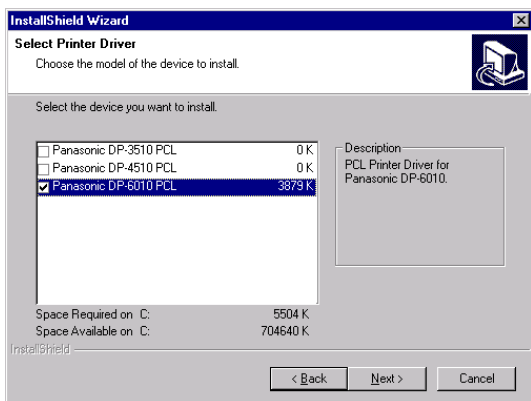 InstallShield Wizard
Select Printer Driver
Choose the model of the device to install.
Select the device you want to install.
Panasonic DP-3510 PCL 0 K
Panasonic DP-4510 PCL 0 K
Panasonic DP-6010 PCL 3879 K
Description
PCL Printer Driver for
Panasonic DP-6010.
Space Required on C: 5504 K
Space Available on C: 704640 K
InstallShield
< Back Next > Cancel